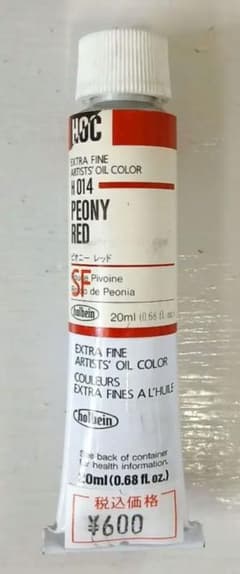 HOC
EXTRA FINE
ARTISTS' OIL COLOR
H 014
PEONY
RED
ピオニー レッド
SF
Pivoine
de Peonia
holbein
20ml (0.68 fl. oz.)
EXTRA FINE
ARTISTS' OIL COLOR
COULEURS
EXTRA FINES A L'HUILE
holbein
See back of container
for health information.
20ml (0.68 fl. oz.)
税込価格
¥600